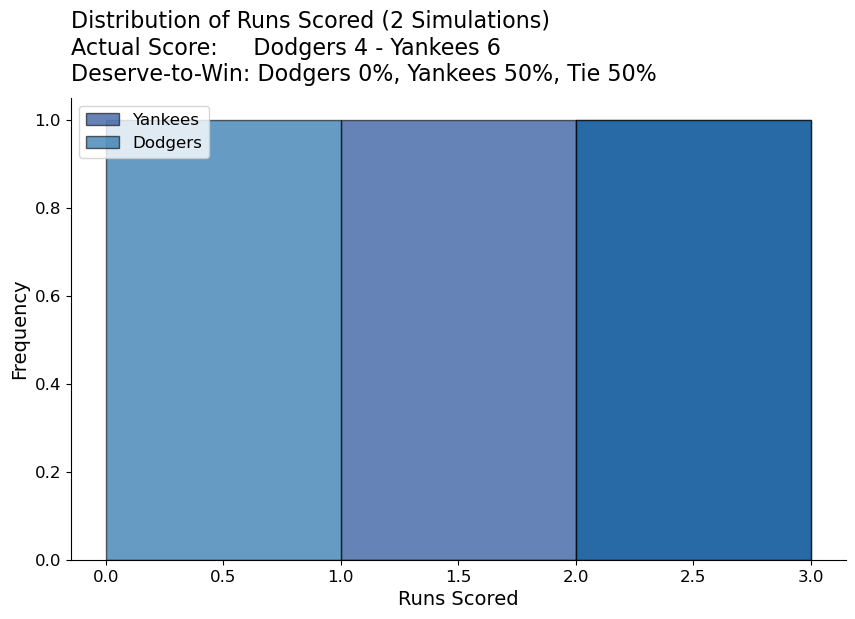 Distribution of Runs Scored (2 Simulations)
Actual Score:     Dodgers 4 - Yankees 6
Deserve-to-Win: Dodgers 0%, Yankees 50%, Tie 50%
Yankees
Dodgers
1.0
0.8
0.6
0.4
0.2
0.0
Frequency
0.0 0.5 1.0 1.5 2.0 2.5 3.0
Runs Scored